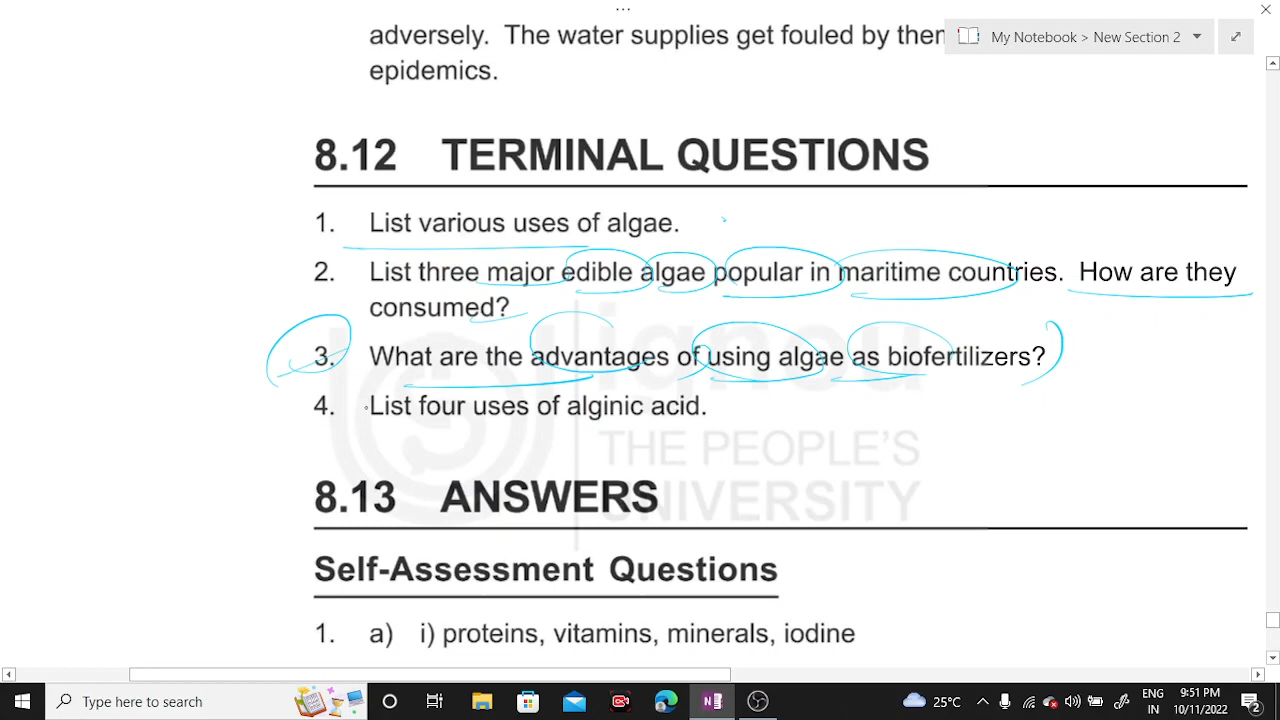 adversely. The water supplies get fouled by them
My Notebook > New Section 2
epidemics.
8.12 TERMINAL QUESTIONS
1. List various uses of algae.
2. List three major edible algae popular in maritime countries. How are they
consumed?
3. What are the advantages of using algae as biofertilizers?
4. List four uses of alginic acid.
ignou
THE PEOPLE'S
UNIVERSITY
8.13 ANSWERS
Self-Assessment Questions
1. a) i) proteins, vitamins, minerals, iodine
Type here to search
25°C
ENG
IN
9:51 PM
10/11/2022
2